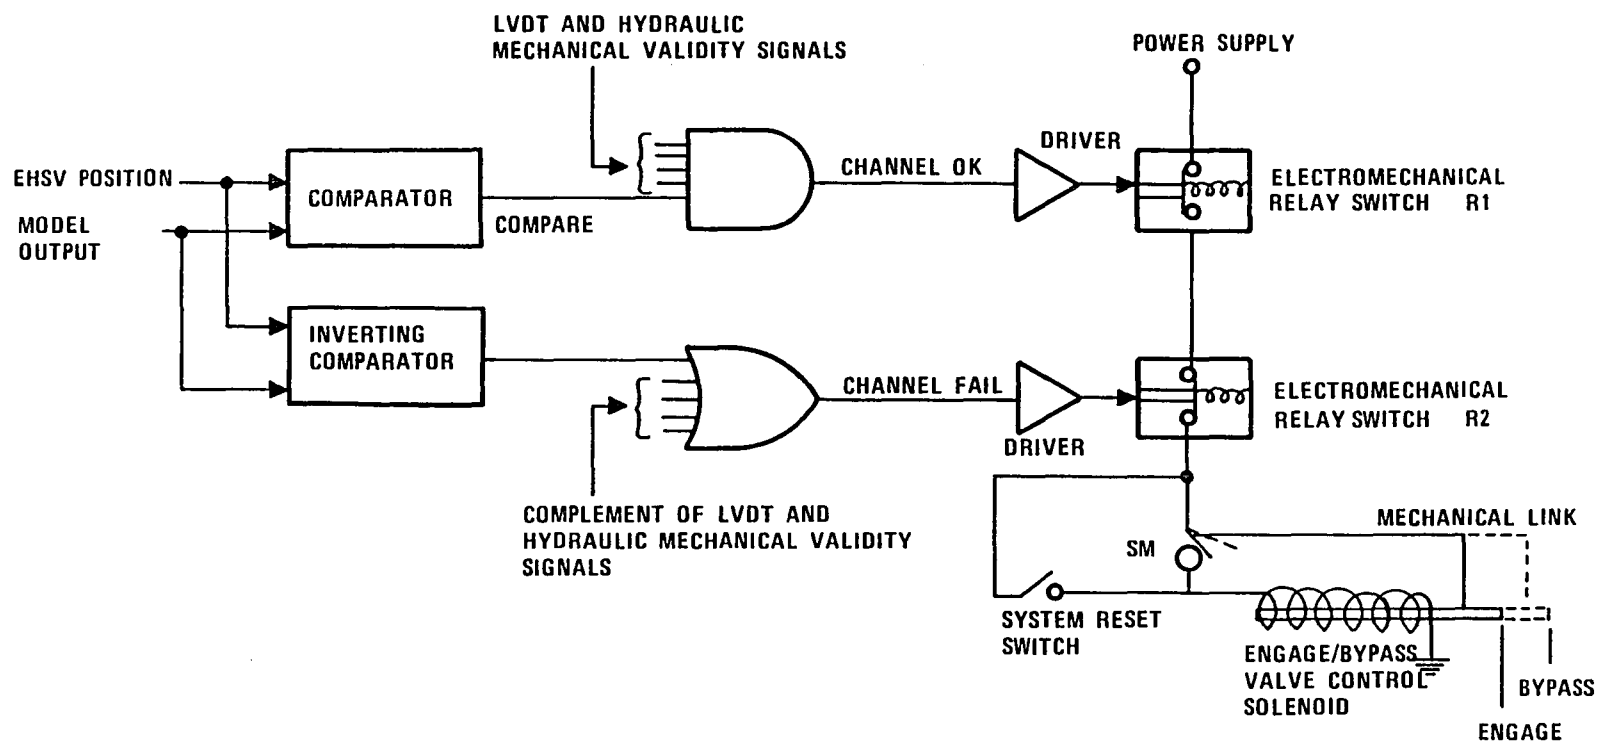 LVDT AND HYDRAULIC
MECHANICAL VALIDITY SIGNALS
POWER SUPPLY
DRIVER
EHSV POSITION
COMPARATOR
CHANNEL OK
ELECTROMECHANICAL
RELAY SWITCH R1
MODEL
OUTPUT
COMPARE
INVERTING
COMPARATOR
CHANNEL FAIL
DRIVER
ELECTROMECHANICAL
RELAY SWITCH R2
COMPLEMENT OF LVDT AND
HYDRAULIC MECHANICAL VALIDITY
SIGNALS
SM
MECHANICAL LINK
SYSTEM RESET
SWITCH
ENGAGE/BYPASS
VALVE CONTROL
SOLENOID
BYPASS
ENGAGE